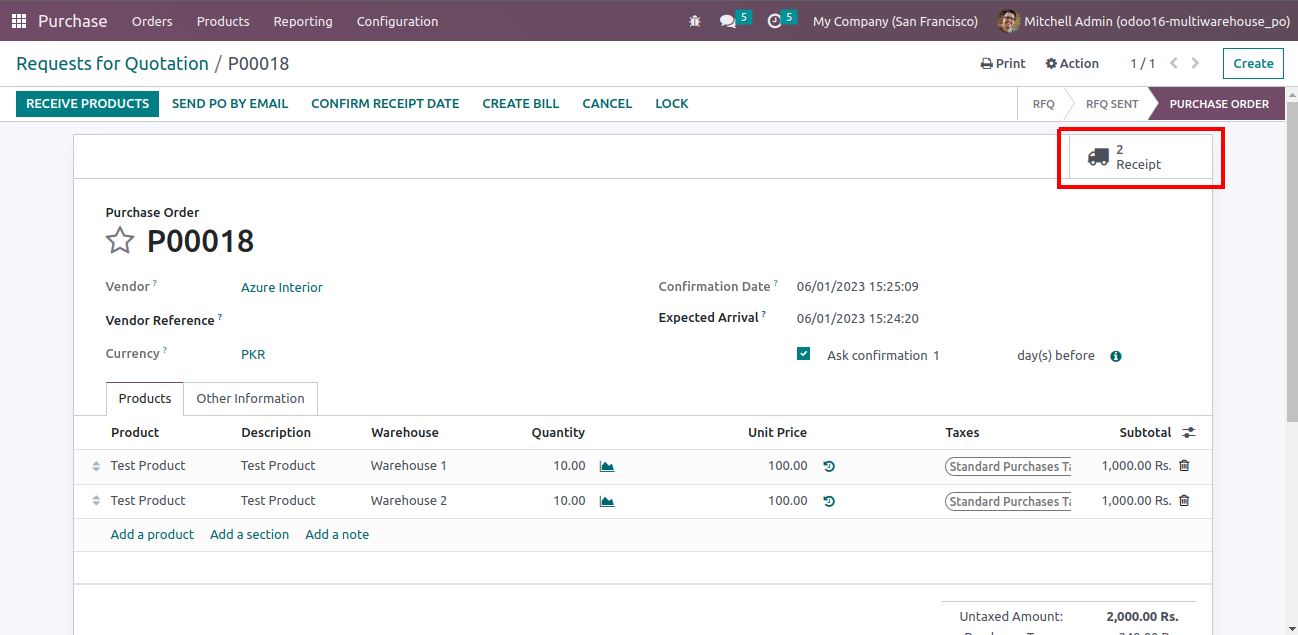 Purchase Orders Products Reporting Configuration 5 5 My Company (San Francisco) Mitchell Admin (odoo16-multiwarehouse_po)
Requests for Quotation / P00018 Print Action 1 / 1 Create
RECEIVE PRODUCTS SEND PO BY EMAIL CONFIRM RECEIPT DATE CREATE BILL CANCEL LOCK RFQ RFQ SENT PURCHASE ORDER
2
Receipt
Purchase Order
P00018
Vendor ? Azure Interior Confirmation Date ? 06/01/2023 15:25:09
Vendor Reference ? Expected Arrival ? 06/01/2023 15:24:20
Currency ? PKR Ask confirmation 1 day(s) before
Products Other Information
Product Description Warehouse Quantity Unit Price Taxes Subtotal
Test Product Test Product Warehouse 1 10.00 100.00 Standard Purchases Ta 1,000.00 Rs.
Test Product Test Product Warehouse 2 10.00 100.00 Standard Purchases Ta 1,000.00 Rs.
Add a product Add a section Add a note
Untaxed Amount: 2,000.00 Rs.